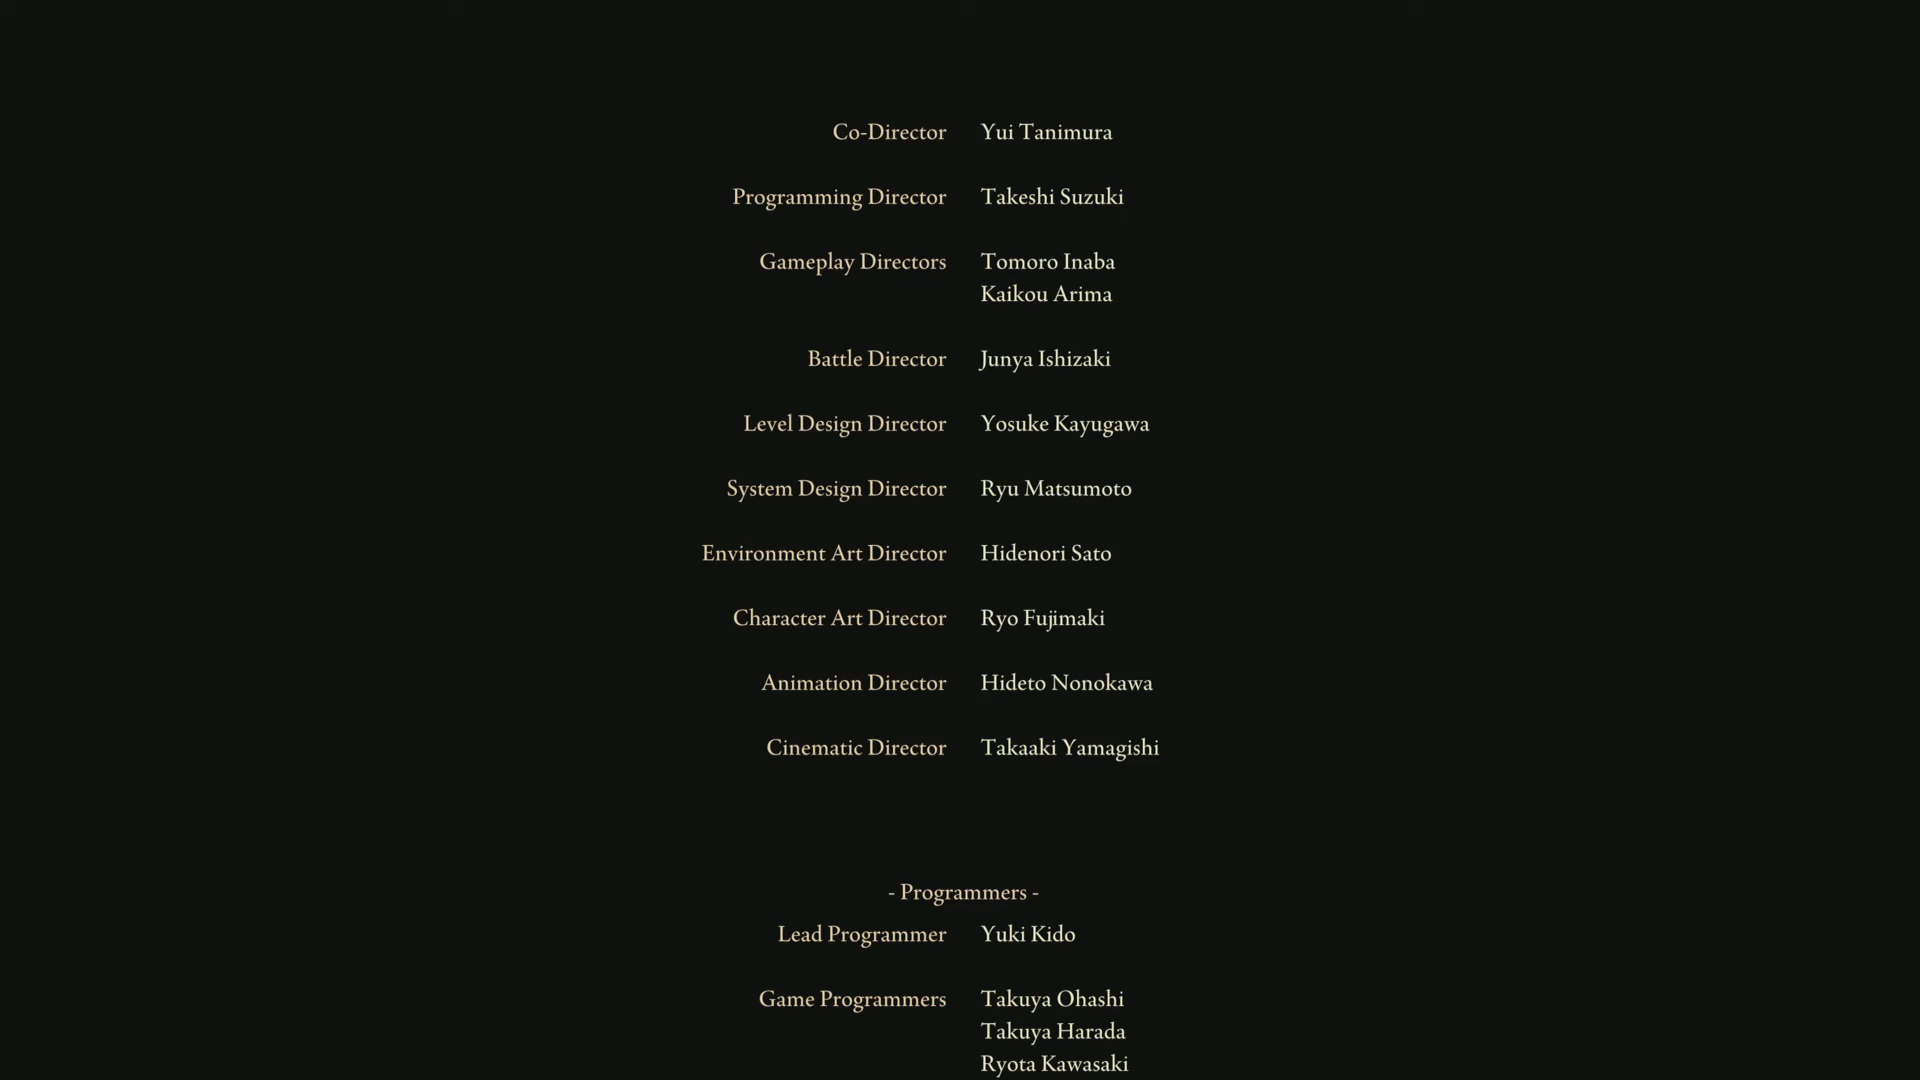 Co-Director Yui Tanimura
Programming Director Takeshi Suzuki
Gameplay Directors Tomoro Inaba
Kaikou Arima
Battle Director Junya Ishizaki
Level Design Director Yosuke Kayugawa
System Design Director Ryu Matsumoto
Environment Art Director Hidenori Sato
Character Art Director Ryo Fujimaki
Animation Director Hideto Nonokawa
Cinematic Director Takaaki Yamagishi
- Programmers -
Lead Programmer Yuki Kido
Game Programmers Takuya Ohashi
Takuya Harada
Ryota Kawasaki